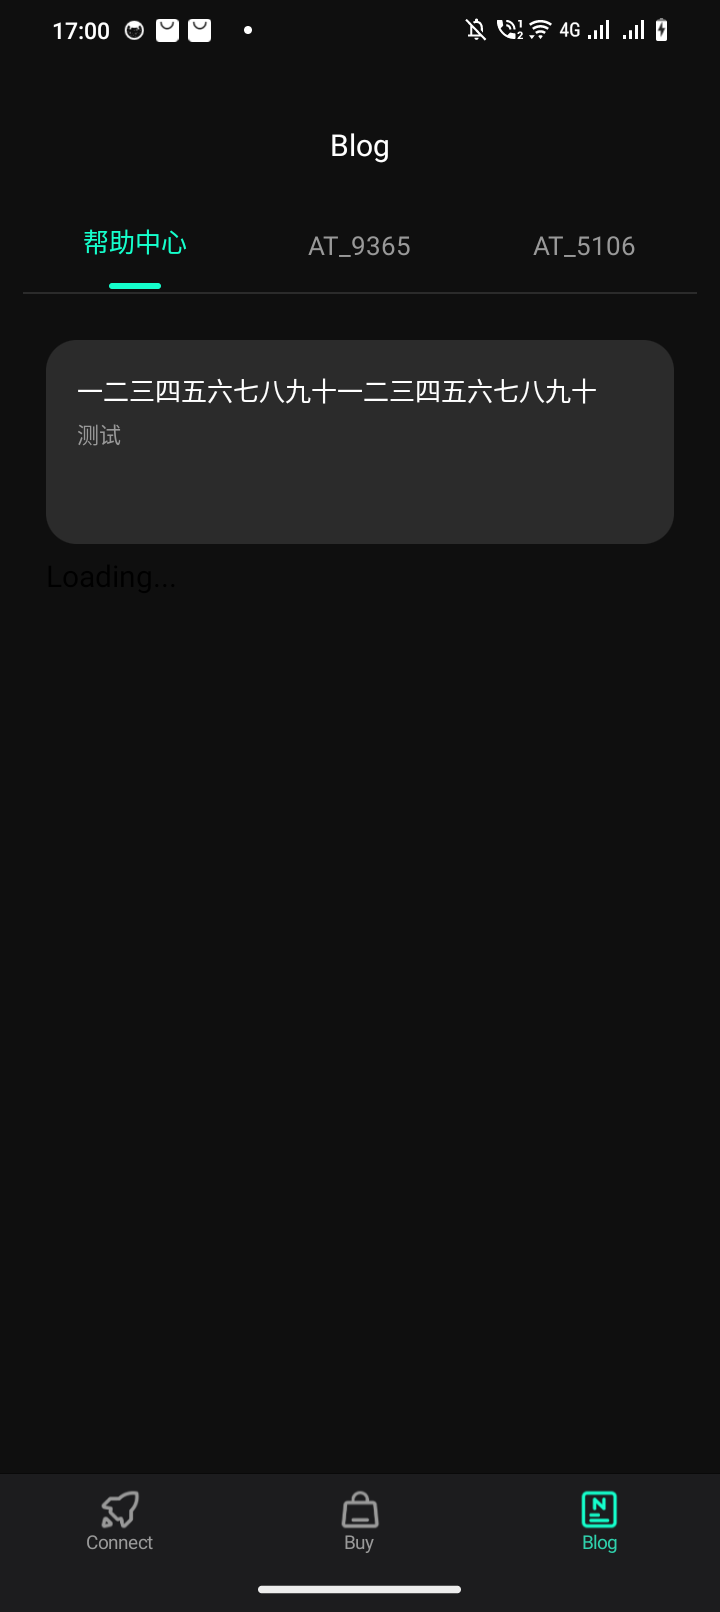 17:00
4G
Blog
帮助中心 AT_9365 AT_5106
一二三四五六七八九十一二三四五六七八九十
测试
Loading...
Connect Buy Blog